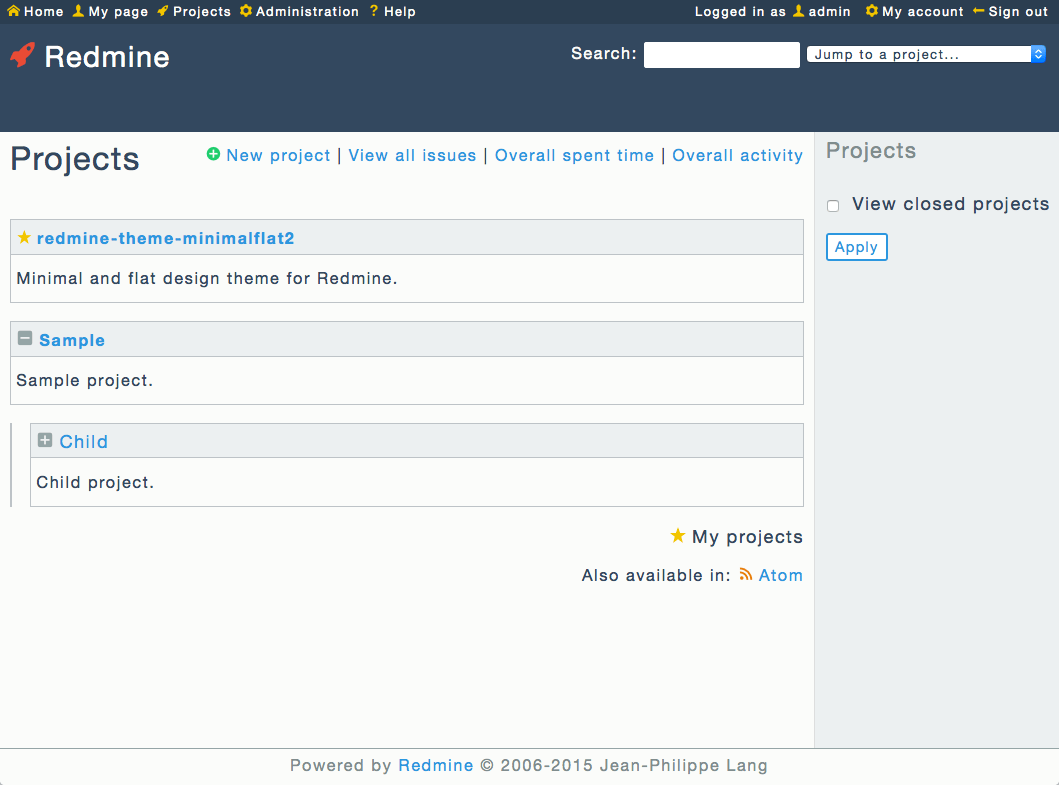 Home My page Projects Administration ? Help Logged in as admin My account Sign out
Redmine Search: Jump to a project...
Projects New project | View all issues | Overall spent time | Overall activity
Projects
View closed projects
Apply
redmine-theme-minimalflat2
Minimal and flat design theme for Redmine.
Sample
Sample project.
Child
Child project.
My projects
Also available in: Atom
Powered by Redmine © 2006-2015 Jean-Philippe Lang